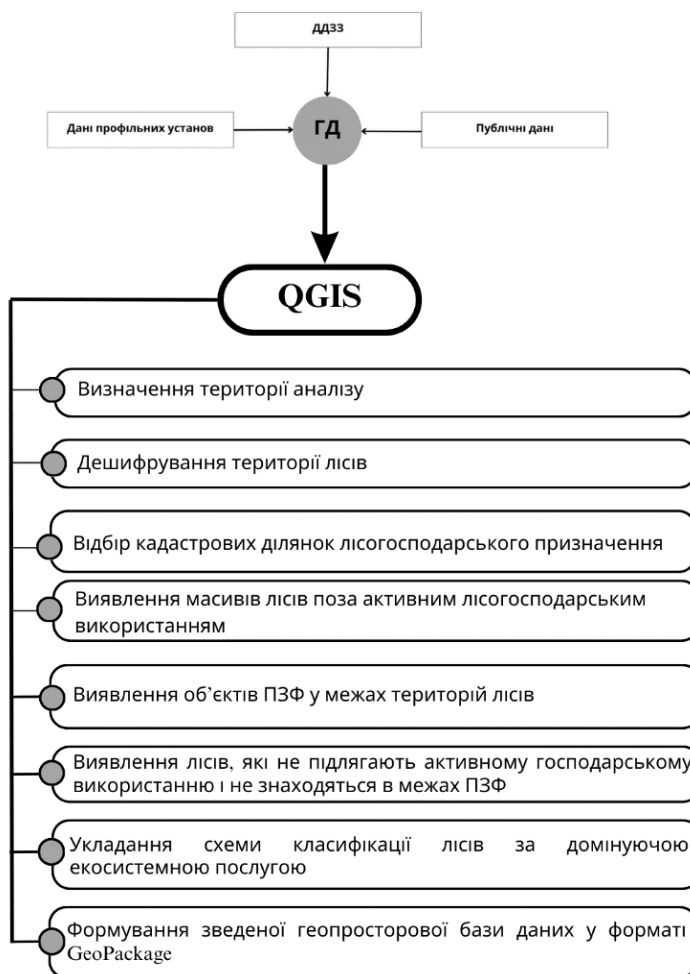 ДДЗЗ
Дані профільних установ
ГД
Публічні дані
QGIS
Визначення території аналізу
Дешифрування території лісів
Відбір кадастрових ділянок лісогосподарського призначення
Виявлення масивів лісів поза активним лісогосподарським
використанням
Виявлення об’єктів ПЗФ у межах територій лісів
Виявлення лісів, які не підлягають активному господарському
використанню і не знаходяться в межах ПЗФ
Укладання схеми класифікації лісів за домінуючою
екосистемною послугою
Формування зведеної геопросторової бази даних у форматі
GeoPackage